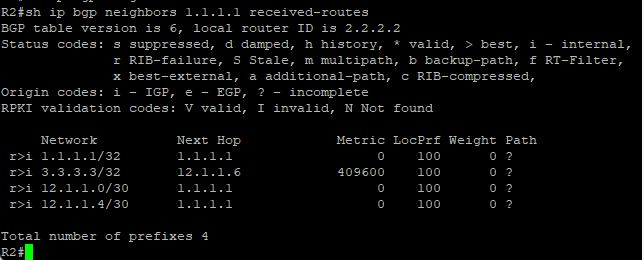 R2#sh ip bgp neighbors 1.1.1.1 received-routes
BGP table version is 6, local router ID is 2.2.2.2
Status codes: s suppressed, d damped, h history, * valid, > best, i - internal,
              r RIB-failure, S Stale, m multipath, b backup-path, f RT-Filter,
              x best-external, a additional-path, c RIB-compressed,
Origin codes: i - IGP, e - EGP, ? - incomplete
RPKI validation codes: V valid, I invalid, N Not found

     Network          Next Hop            Metric LocPrf Weight Path
 r>i 1.1.1.1/32       1.1.1.1                  0    100      0 ?
 r>i 3.3.3.3/32       12.1.1.6            409600    100      0 ?
 r>i 12.1.1.0/30      1.1.1.1                  0    100      0 ?
 r>i 12.1.1.4/30      1.1.1.1                  0    100      0 ?

Total number of prefixes 4
R2#